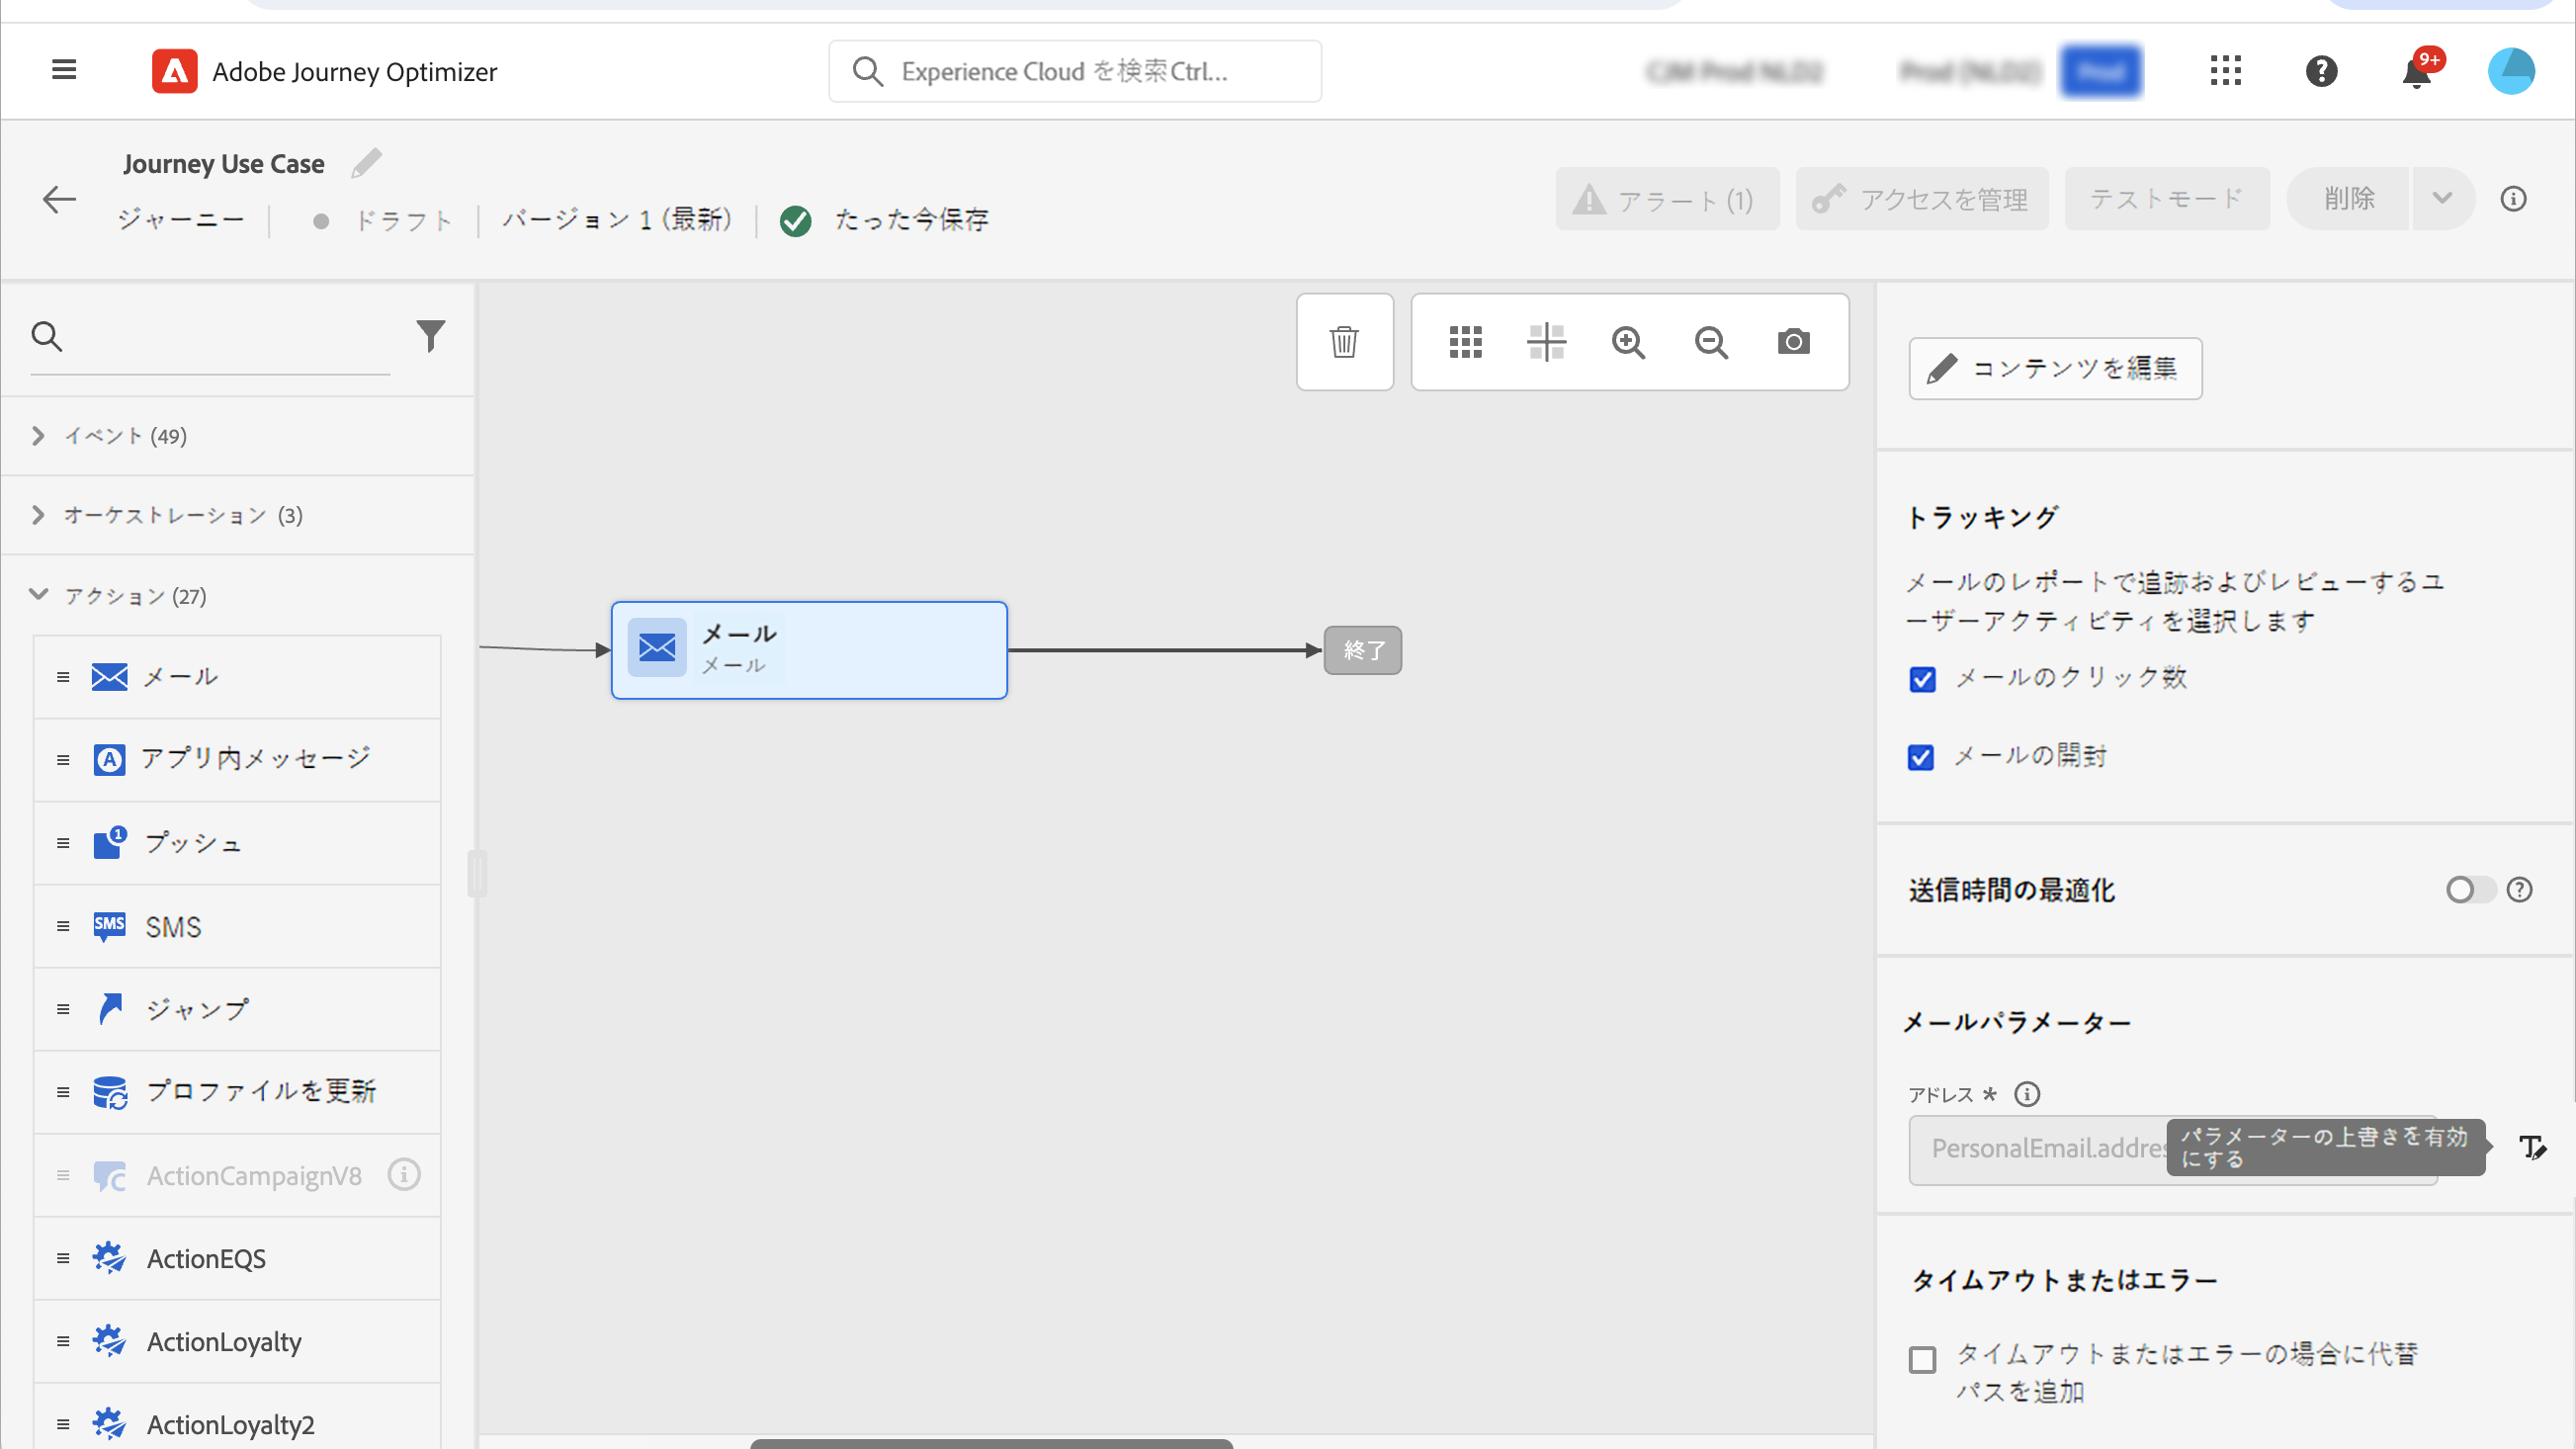 Adobe Journey Optimizer
Experience Cloud を検索Ctrl...
9+
Journey Use Case
ジャーニー
ドラフト
バージョン 1 (最新)
たった今保存
アラート (1)
アクセスを管理
テストモード
削除
イベント (49)
オーケストレーション (3)
アクション (27)
メール
アプリ内メッセージ
プッシュ
SMS
SMS
ジャンプ
プロファイルを更新
ActionCampaignV8
ActionEQS
ActionLoyalty
ActionLoyalty2
メール
メール
終了
コンテンツを編集
トラッキング
メールのレポートで追跡およびレビューするユ
ーザーアクティビティを選択します
メールのクリック数
メールの開封
送信時間の最適化
メールパラメーター
アドレス *
PersonalEmail.addres
パラメーターの上書きを有効
にする
タイムアウトまたはエラー
タイムアウトまたはエラーの場合に代替
パスを追加